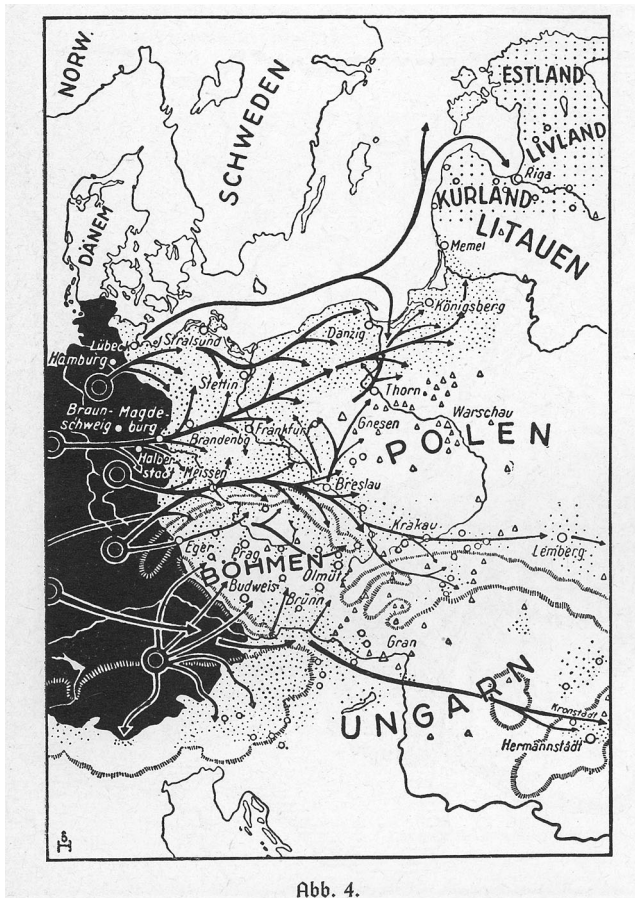 NORW.
SCHWEDEN
ESTLAND
LIVLAND
Riga
KURLAND
LITAUEN
DÄNEM
Memel
Königsberg
Danzig
Stralsund
Lübeck
Hamburg
Stettin
Thorn
Braun-
schweig
Magde-
burg
Brandenbg
Frankfurt
Gnesen
Warschau
POLEN
Halber-
stadt
Meissen
Breslau
Krakau
Lemberg
Eger
Prag
BÖHMEN
Olmütz
Budweis
Brünn
Gran
UNGARN
Kronstadt
Hermannstadt
Abb. 4.